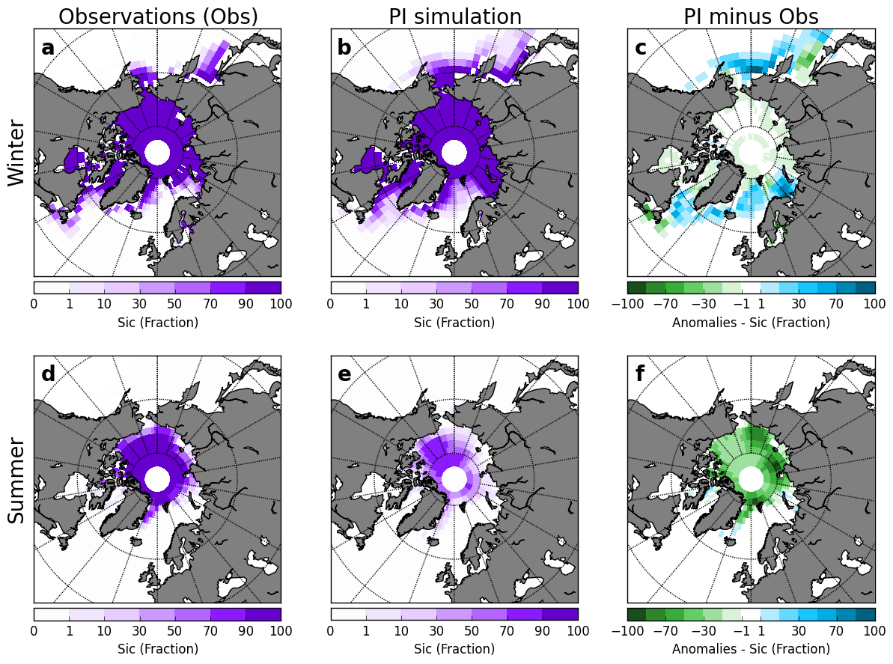 Observations (Obs) PI simulation PI minus Obs
a b c
Winter
0 1 10 30 50 70 90 100 0 1 10 30 50 70 90 100 −100 −70 −30 −1 1 30 70 100
Sic (Fraction) Sic (Fraction) Anomalies - Sic (Fraction)
d e f
Summer
0 1 10 30 50 70 90 100 0 1 10 30 50 70 90 100 −100 −70 −30 −1 1 30 70 100
Sic (Fraction) Sic (Fraction) Anomalies - Sic (Fraction)